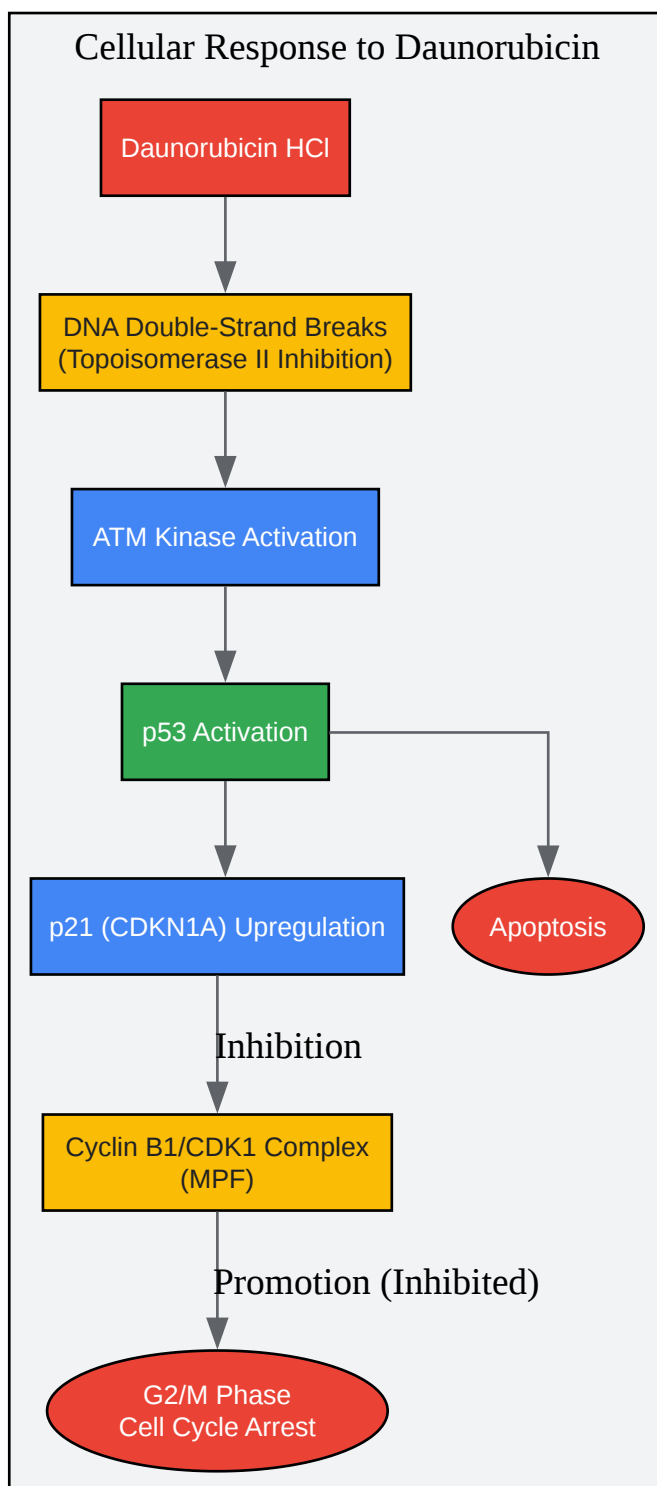 Cellular Response to Daunorubicin
Daunorubicin HCl
DNA Double-Strand Breaks
(Topoisomerase II Inhibition)
ATM Kinase Activation
p53 Activation
p21 (CDKN1A) Upregulation
Apoptosis
Inhibition
Cyclin B1/CDK1 Complex
(MPF)
Promotion (Inhibited)
G2/M Phase
Cell Cycle Arrest